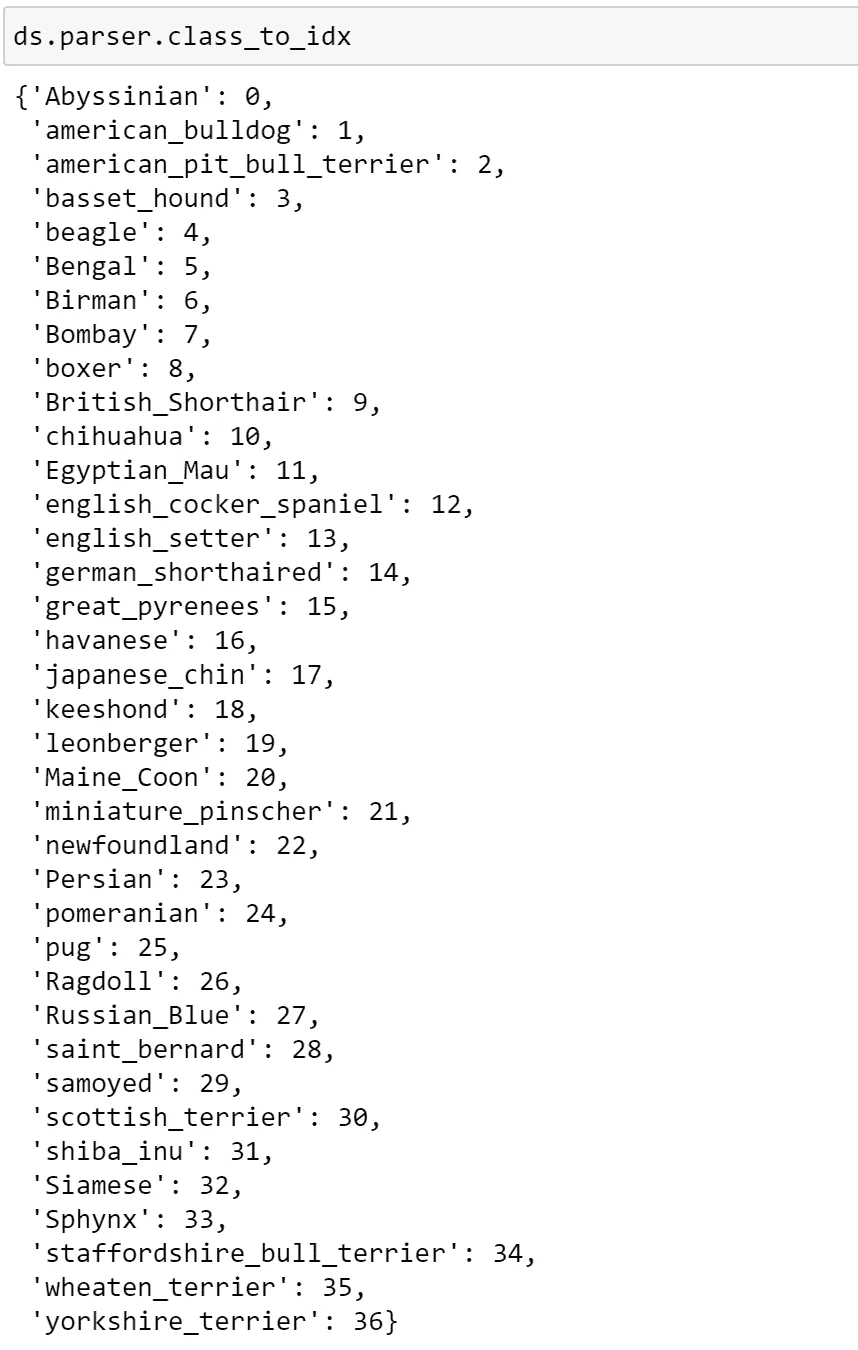 ds.parser.class_to_idx
{'Abyssinian': 0,
'american_bulldog': 1,
'american_pit_bull_terrier': 2,
'basset_hound': 3,
'beagle': 4,
'Bengal': 5,
'Birman': 6,
'Bombay': 7,
'boxer': 8,
'British_Shorthair': 9,
'chihuahua': 10,
'Egyptian_Mau': 11,
'english_cocker_spaniel': 12,
'english_setter': 13,
'german_shorthaired': 14,
'great_pyrenees': 15,
'havanese': 16,
'japanese_chin': 17,
'keeshond': 18,
'leonberger': 19,
'Maine_Coon': 20,
'miniature_pinscher': 21,
'newfoundland': 22,
'Persian': 23,
'pomeranian': 24,
'pug': 25,
'Ragdoll': 26,
'Russian_Blue': 27,
'saint_bernard': 28,
'samoyed': 29,
'scottish_terrier': 30,
'shiba_inu': 31,
'Siamese': 32,
'Sphynx': 33,
'staffordshire_bull_terrier': 34,
'wheaten_terrier': 35,
'yorkshire_terrier': 36}